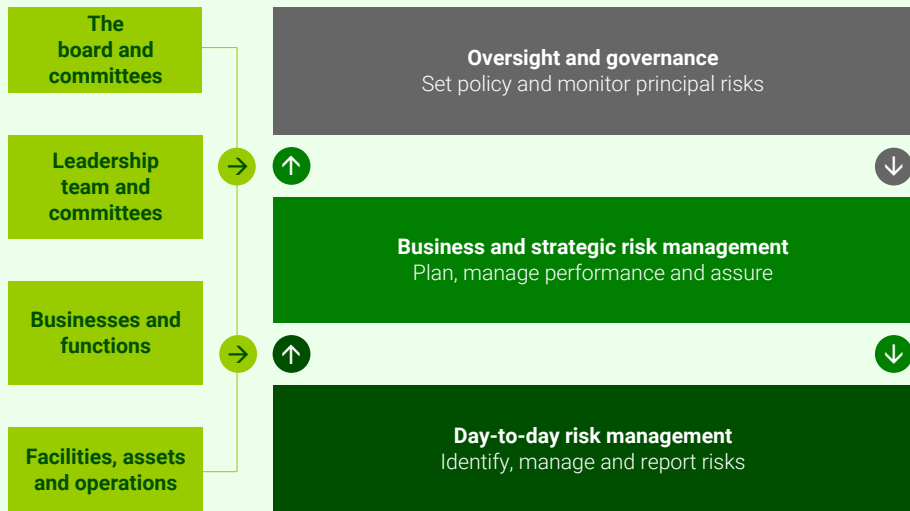 The
board and
committees
Leadership
team and
committees
Businesses and
functions
Facilities, assets
and operations
Oversight and governance
Set policy and monitor principal risks
Business and strategic risk management
Plan, manage performance and assure
Day-to-day risk management
Identify, manage and report risks